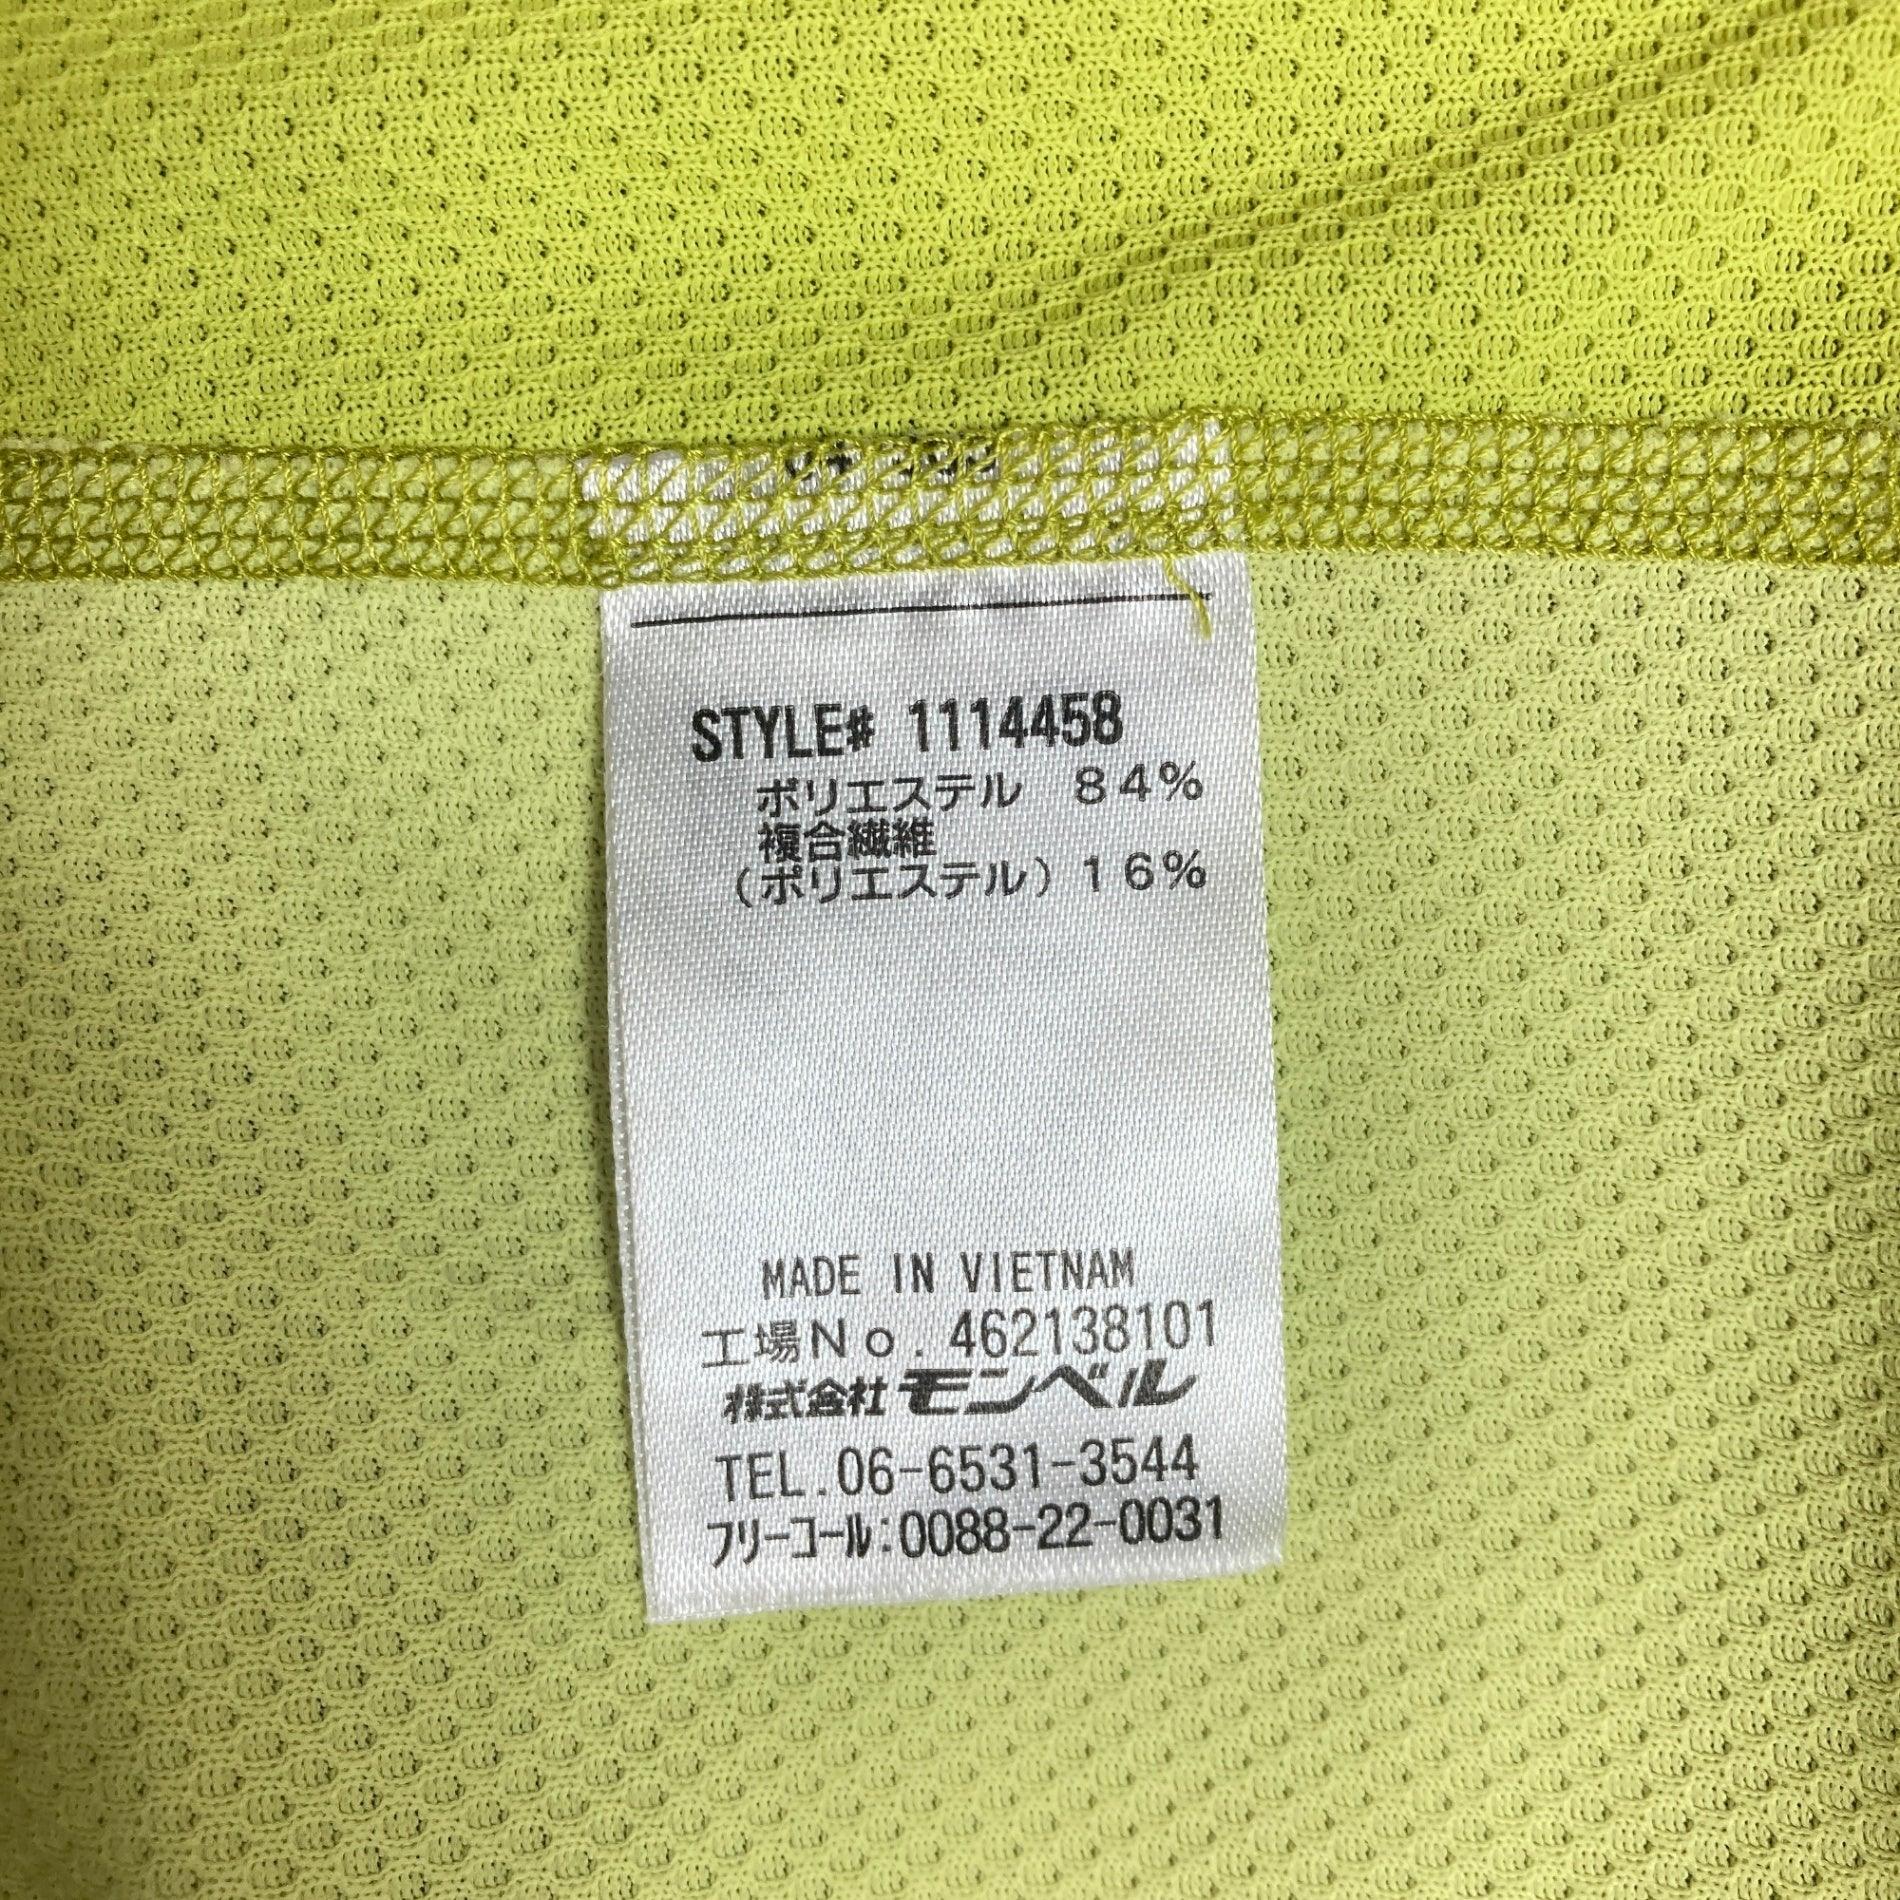 STYLE# 1114458
ポリエステル 84%
複合繊維
(ポリエステル) 16%
MADE IN VIETNAM
工場No. 462138101
株式会社モンベル
TEL.06-6531-3544
フリーコール:0088-22-0031